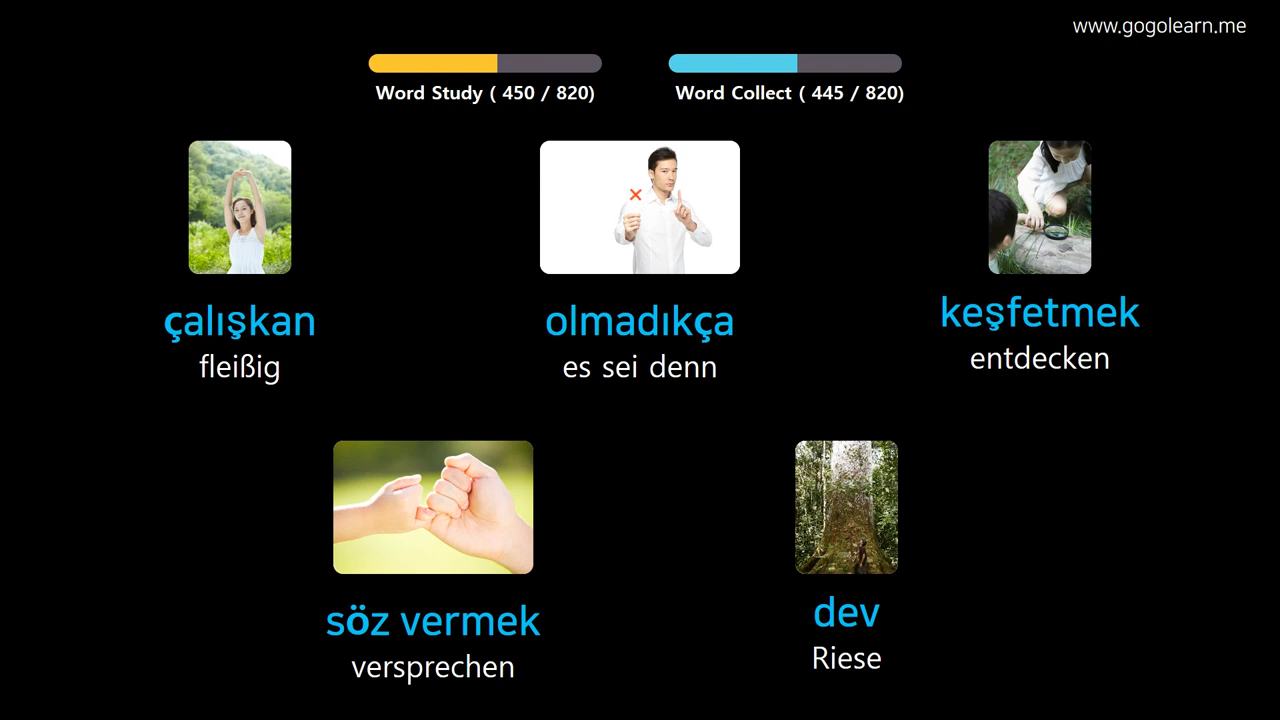 www.gogolearn.me
Word Study ( 450 / 820)
Word Collect ( 445 / 820)
çalışkan
fleißig
olmadıkça
es sei denn
keşfetmek
entdecken
söz vermek
versprechen
dev
Riese